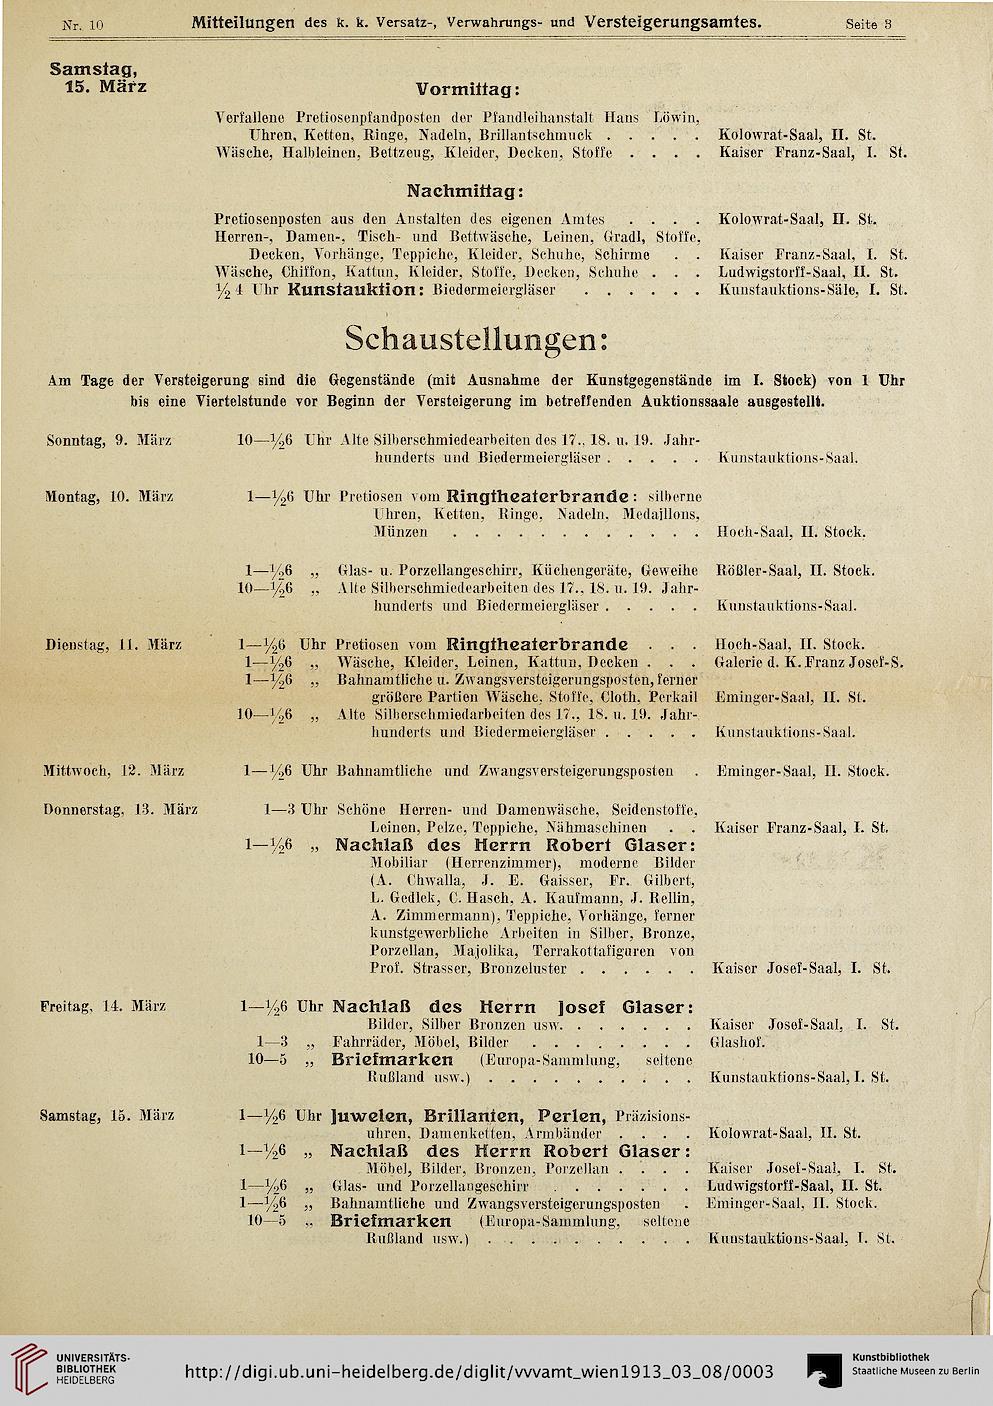 Nr. 10 Mitteilungen des k. k. Versatz-, Verwahrungs- und Versteigerungsamtes. Seite 3
Samstag,
15. März
Vormittag:
Verfallene Pretiosenpfandposten der Pfandleihanstalt Hans Löwin,
Uhren, Ketten, Ringe, Nadeln, Brillantschmuck . . . . . Kolowrat-Saal, II. St.
Wäsche, Halbleinen, Bettzeug, Kleider, Decken, Stoffe . . . . Kaiser Franz-Saal, I. St.
Nachmittag:
Pretiosenposten aus den Anstalten des eigenen Amtes . . . . Kolowrat-Saal, II. St.
Herren-, Damen-, Tisch- und Bettwäsche, Leinen, Gradl, Stoffe,
Decken, Vorhänge, Teppiche, Kleider, Schuhe, Schirme . . Kaiser Franz-Saal, I. St.
Wäsche, Chiffon, Kattun, Kleider, Stoffe, Decken, Schuhe . . . Ludwigstorff-Saal, II. St.
½ 4 Uhr Kunstauktion: Biedermeiergläser . . . . . . Kunstauktions-Säle, I. St.
Schaustellungen:
Am Tage der Versteigerung sind die Gegenstände (mit Ausnahme der Kunstgegenstände im I. Stock) von 1 Uhr
bis eine Viertelstunde vor Beginn der Versteigerung im betreffenden Auktionssaale ausgestellt.
Sonntag, 9. März 10—½6 Uhr Alte Silberschmiedearbeiten des 17., 18. u. 19. Jahr-
hunderts und Biedermeiergläser . . . . . Kunstauktions-Saal.
Montag, 10. März 1—½6 Uhr Pretiosen vom Ringtheaterbrande: silberne
Uhren, Ketten, Ringe, Nadeln, Medaillons,
Münzen . . . . . . . . . . . . Hoch-Saal, II. Stock.
1—½6 „ Glas- u. Porzellangeschirr, Küchengeräte, Geweihe Rößler-Saal, II. Stock.
10—½6 „ Alte Silberschmiedearbeiten des 17., 18. u. 19. Jahr-
hunderts und Biedermeiergläser . . . . . Kunstauktions-Saal.
Dienstag, 11. März 1—½6 Uhr Pretiosen vom Ringtheaterbrande . . . Hoch-Saal, II. Stock.
1—½6 „ Wäsche, Kleider, Leinen, Kattun, Decken . . . Galerie d. K. Franz Josef-S.
1—½6 „ Bahnamtliche u. Zwangsversteigerungsposten, ferner
größere Partien Wäsche, Stoffe, Cloth, Perkail Eminger-Saal, II. St.
10—½6 „ Alte Silberschmiedarbeiten des 17., 18. u. 19. Jahr-
hunderts und Biedermeiergläser . . . . . Kunstauktions-Saal.
Mittwoch, 12. März 1—½6 Uhr Bahnamtliche und Zwangsversteigerungsposten . Eminger-Saal, II. Stock.
Donnerstag, 13. März 1—3 Uhr Schöne Herren- und Damenwäsche, Seidenstoffe,
Leinen, Pelze, Teppiche, Nähmaschinen . . Kaiser Franz-Saal, I. St.
1—½6 „ Nachlaß des Herrn Robert Glaser:
Mobiliar (Herrenzimmer), moderne Bilder
(A. Chwalla, J. E. Gaisser, Fr. Gilbert,
L. Gedlek, C. Hasch, A. Kaufmann, J. Rellin,
A. Zimmermann), Teppiche, Vorhänge, ferner
kunstgewerbliche Arbeiten in Silber, Bronze,
Porzellan, Majolika, Terrakottafiguren von
Prof. Strasser, Bronzeluster . . . . . . Kaiser Josef-Saal, I. St.
Freitag, 14. März 1—½6 Uhr Nachlaß des Herrn Josef Glaser:
Bilder, Silber Bronzen usw. . . . . . . Kaiser Josef-Saal, I. St.
1—3 „ Fahrräder, Möbel, Bilder . . . . . . . . Glashof.
10—5 „ Briefmarken (Europa-Sammlung, seltene
Rußland usw.) . . . . . . . . . . Kunstauktions-Saal, I. St.
Samstag, 15. März 1—½6 Uhr Juwelen, Brillanten, Perlen, Präzisions-
uhren, Damenketten, Armbänder . . . . Kolowrat-Saal, II. St.
1—½6 „ Nachlaß des Herrn Robert Glaser:
Möbel, Bilder, Bronzen, Porzellan . . . . Kaiser Josef-Saal, I. St.
1—½6 „ Glas- und Porzellangeschirr . . . . . . . Ludwigstorff-Saal, II. St.
1—½6 „ Bahnamtliche und Zwangsversteigerungsposten . Eminger-Saal, II. Stock.
10—5 „ Briefmarken (Europa-Sammlung, seltene
Rußland usw.) . . . . . . . . . . Kunstauktions-Saal, I. St.
UNIVERSITÄTS-
BIBLIOTHEK
HEIDELBERG
http://digi.ub.uni-heidelberg.de/diglit/vvvamt_wien1913_03_08/0003
Kunstbibliothek
Staatliche Museen zu Berlin